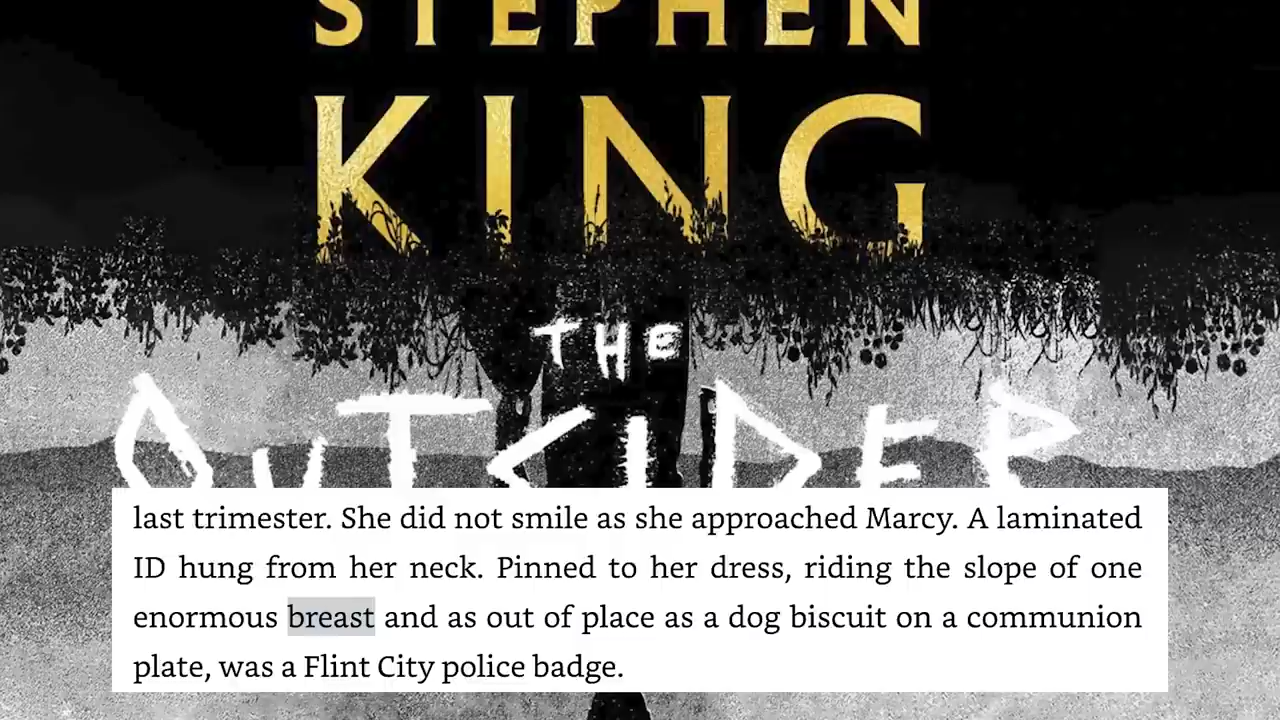 STEPHEN
KING
THE
OUTSIDER
last trimester. She did not smile as she approached Marcy. A laminated
ID hung from her neck. Pinned to her dress, riding the slope of one
enormous breast and as out of place as a dog biscuit on a communion
plate, was a Flint City police badge.